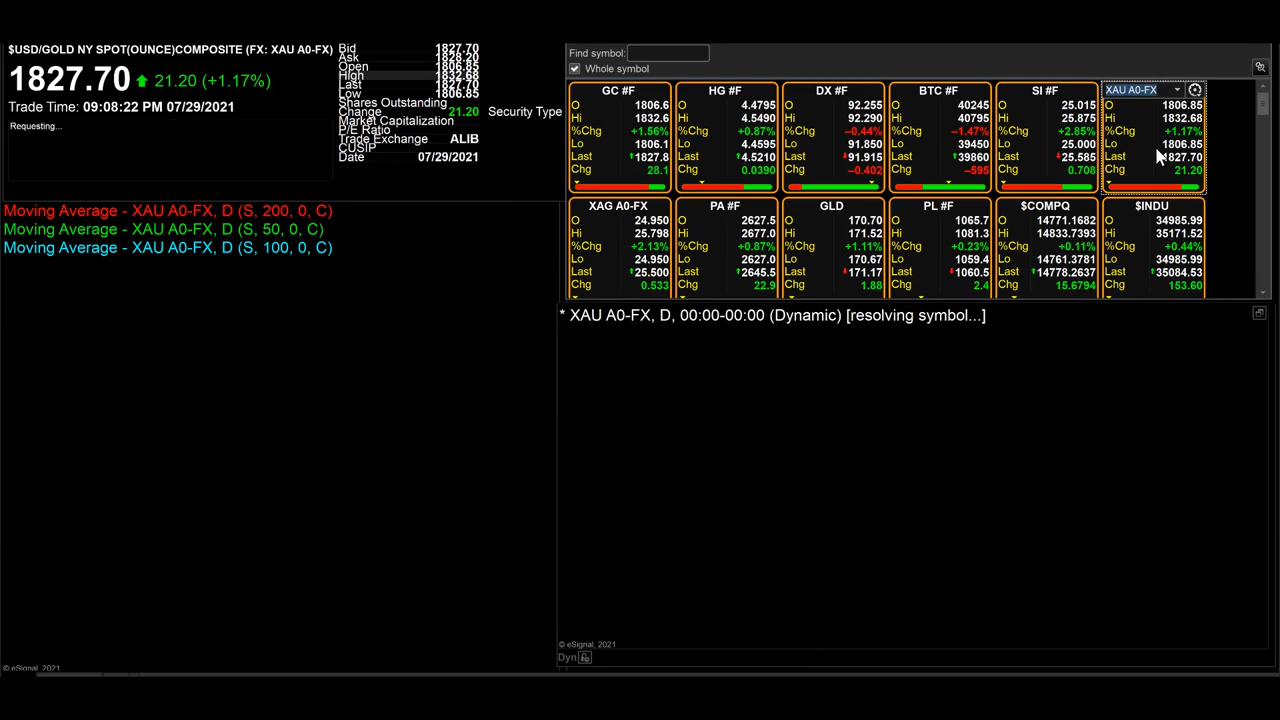 $USD/GOLD NY SPOT(OUNCE)COMPOSITE (FX: XAU A0-FX)
1827.70 21.20 (+1.17%)
Trade Time: 09:08:22 PM 07/29/2021
Requesting...
Bid 1827.70
Ask 1828.20
Open 1806.85
High 1832.68
Last 1827.70
Low 1806.85
Shares Outstanding
Change 21.20 Security Type
Market Capitalization
P/E Ratio
Trade Exchange ALIB
CUSIP
Date 07/29/2021
Moving Average - XAU A0-FX, D (S, 200, 0, C)
Moving Average - XAU A0-FX, D (S, 50, 0, C)
Moving Average - XAU A0-FX, D (S, 100, 0, C)
© eSignal, 2021
Find symbol:
Whole symbol
GC #F
O 1806.6
Hi 1832.6
%Chg +1.56%
Lo 1806.1
Last 1827.8
Chg 28.1
HG #F
O 4.4795
Hi 4.5490
%Chg +0.87%
Lo 4.4595
Last 4.5210
Chg 0.0390
DX #F
O 92.255
Hi 92.290
%Chg -0.44%
Lo 91.850
Last 91.915
Chg -0.402
BTC #F
O 40245
Hi 40795
%Chg -1.47%
Lo 39450
Last 39860
Chg -595
SI #F
O 25.015
Hi 25.875
%Chg +2.85%
Lo 25.000
Last 25.585
Chg 0.708
XAU A0-FX
O 1806.85
Hi 1832.68
%Chg +1.17%
Lo 1806.85
Last 1827.70
Chg 21.20
XAG A0-FX
O 24.950
Hi 25.798
%Chg +2.13%
Lo 24.950
Last 25.500
Chg 0.533
PA #F
O 2627.5
Hi 2677.0
%Chg +0.87%
Lo 2627.0
Last 2645.5
Chg 22.9
GLD
O 170.70
Hi 171.52
%Chg +1.11%
Lo 170.67
Last 171.17
Chg 1.88
PL #F
O 1065.7
Hi 1081.3
%Chg +0.23%
Lo 1059.4
Last 1060.5
Chg 2.4
$COMPQ
O 14771.1682
Hi 14833.7393
%Chg +0.11%
Lo 14761.3781
Last 14778.2637
Chg 15.6794
$INDU
O 34985.99
Hi 35171.52
%Chg +0.44%
Lo 34985.99
Last 35084.53
Chg 153.60
* XAU A0-FX, D, 00:00-00:00 (Dynamic) [resolving symbol...]
© eSignal, 2021
Dyn